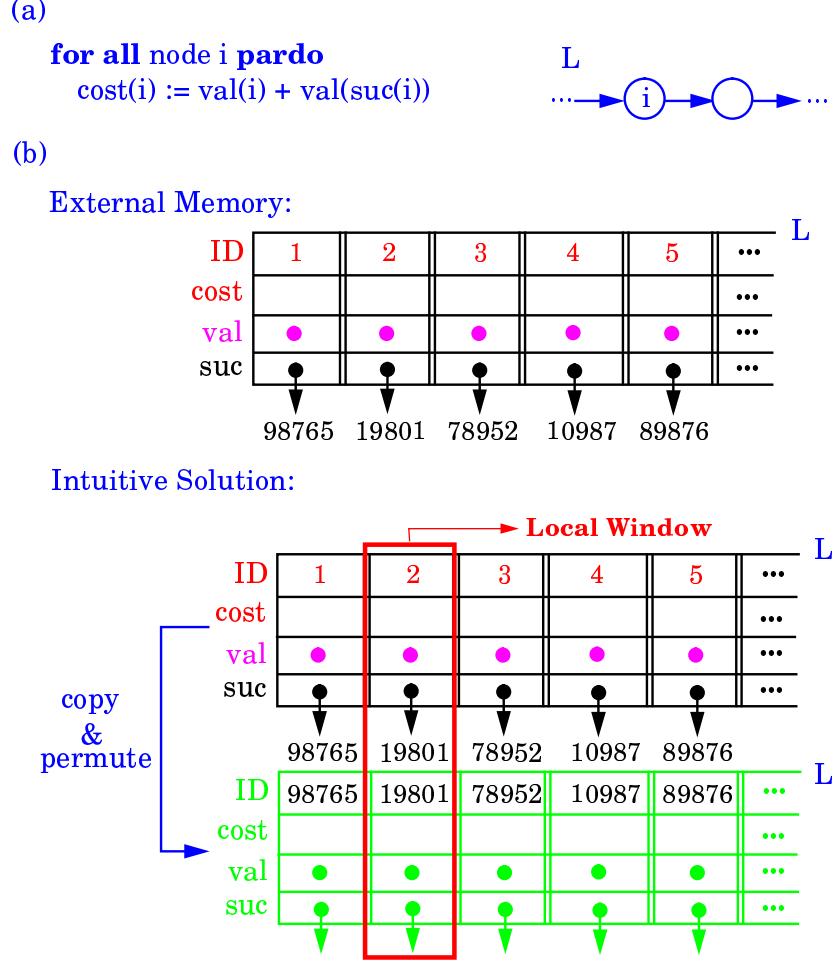 (a)
for all node i pardo
cost(i) := val(i) + val(suc(i))
L
... i ...
(b)
External Memory:
L
ID 1 2 3 4 5 ...
cost ...
val ...
suc ...
98765 19801 78952 10987 89876
Intuitive Solution:
Local Window
L
ID 1 2 3 4 5 ...
cost ...
val ...
suc ...
copy
&
permute
98765 19801 78952 10987 89876
L
ID 98765 19801 78952 10987 89876 ...
cost ...
val ...
suc ...